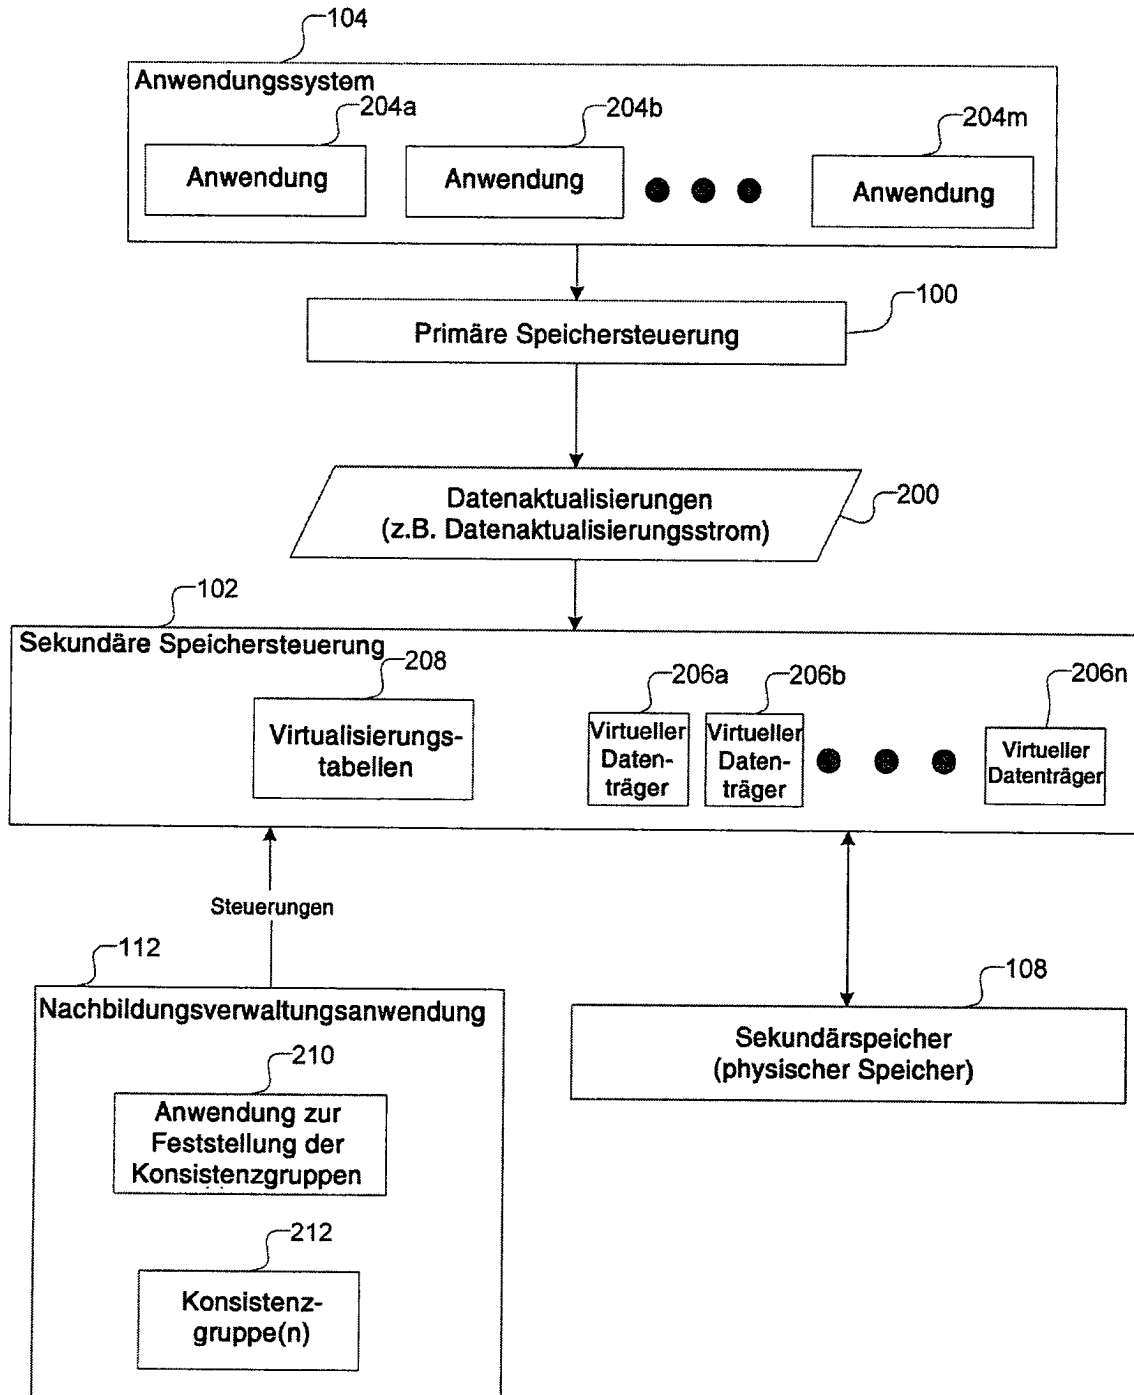 104
Anwendungssystem
204a
204b
204m
Anwendung
Anwendung
Anwendung
100
Primäre Speichersteuerung
Datenaktualisierungen
(z.B. Datenaktualisierungsstrom)
200
102
Sekundäre Speichersteuerung
208
206a
206b
206n
Virtualisierungs-
tabellen
Virtueller
Daten-
träger
Virtueller
Daten-
träger
Virtueller
Datenträger
Steuerungen
112
Nachbildungsverwaltungsanwendung
108
Sekundärspeicher
(physischer Speicher)
210
Anwendung zur
Feststellung der
Konsistenzgruppen
212
Konsistenz-
gruppe(n)